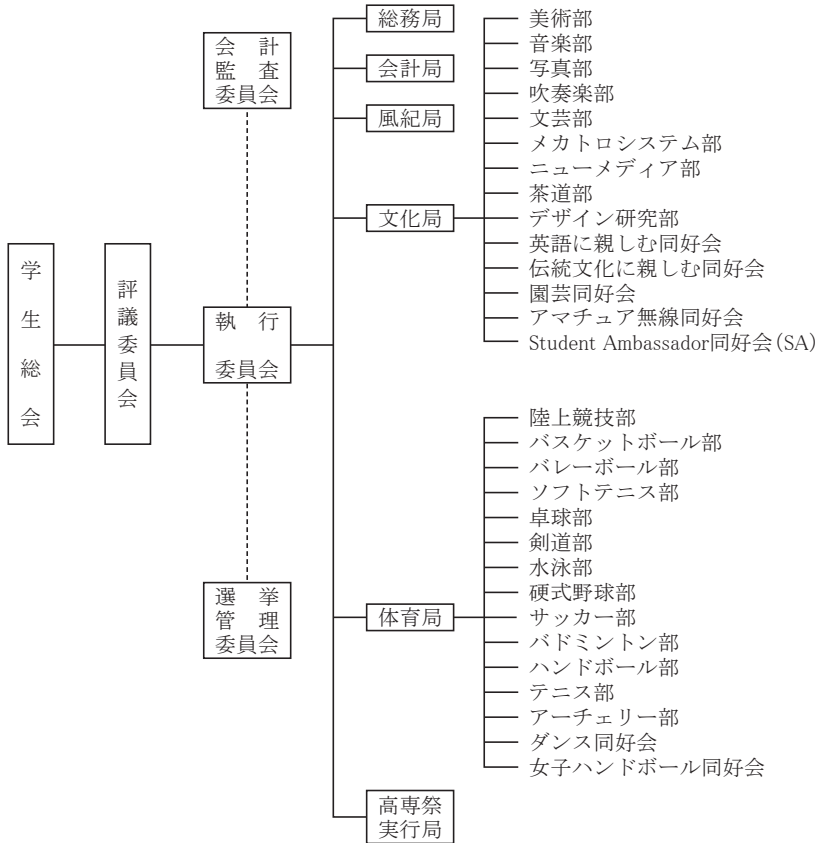 学生総会
評議委員会
会計
監査
委員会
執行
委員会
選挙
管理
委員会
総務局
会計局
風紀局
文化局
美術部
音楽部
写真部
吹奏楽部
文芸部
メカトロシステム部
ニューメディア部
茶道部
デザイン研究部
英語に親しむ同好会
伝統文化に親しむ同好会
園芸同好会
アマチュア無線同好会
Student Ambassador同好会(SA)
体育局
陸上競技部
バスケットボール部
バレーボール部
ソフトテニス部
卓球部
剣道部
水泳部
硬式野球部
サッカー部
バドミントン部
ハンドボール部
テニス部
アーチェリー部
ダンス同好会
女子ハンドボール同好会
高専祭
実行局